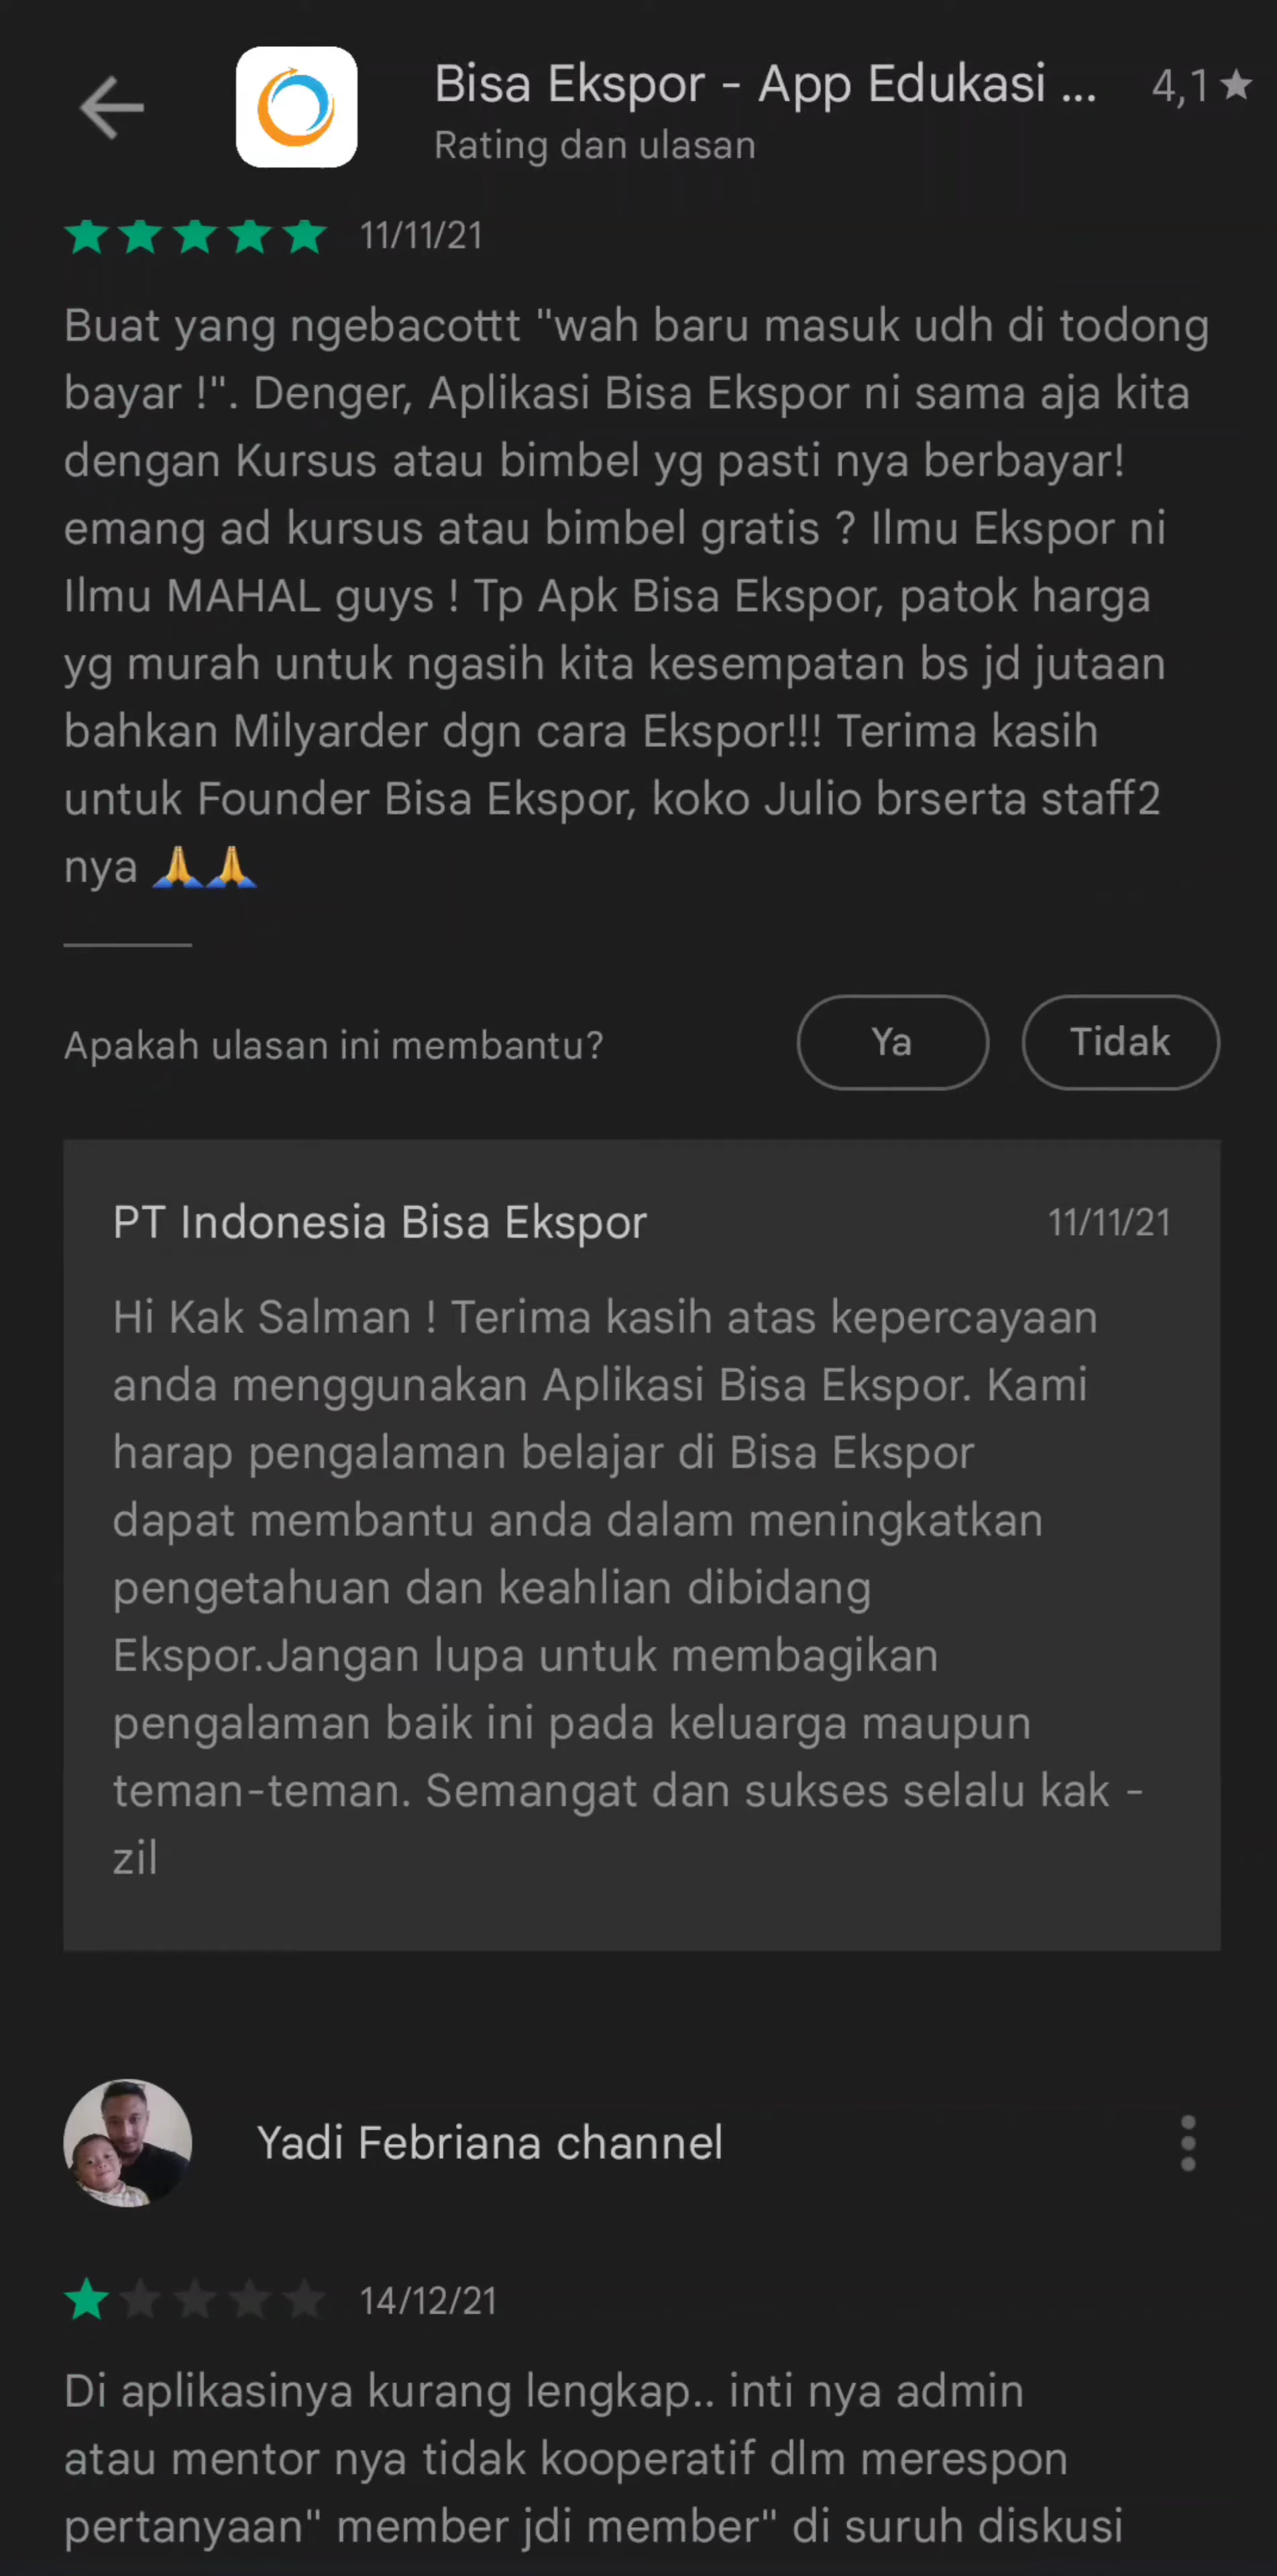 Bisa Ekspor - App Edukasi ...
4,1★
Rating dan ulasan
11/11/21
Buat yang ngebacottt "wah baru masuk udh di todong
bayar !". Denger, Aplikasi Bisa Ekspor ni sama aja kita
dengan Kursus atau bimbel yg pasti nya berbayar!
emang ad kursus atau bimbel gratis ? Ilmu Ekspor ni
Ilmu MAHAL guys ! Tp Apk Bisa Ekspor, patok harga
yg murah untuk ngasih kita kesempatan bs jd jutaan
bahkan Milyarder dgn cara Ekspor!!! Terima kasih
untuk Founder Bisa Ekspor, koko Julio brserta staff2
nya 🙏🙏
Apakah ulasan ini membantu?
Ya
Tidak
PT Indonesia Bisa Ekspor
11/11/21
Hi Kak Salman ! Terima kasih atas kepercayaan
anda menggunakan Aplikasi Bisa Ekspor. Kami
harap pengalaman belajar di Bisa Ekspor
dapat membantu anda dalam meningkatkan
pengetahuan dan keahlian dibidang
Ekspor.Jangan lupa untuk membagikan
pengalaman baik ini pada keluarga maupun
teman-teman. Semangat dan sukses selalu kak -
zil
Yadi Febriana channel
14/12/21
Di aplikasinya kurang lengkap.. inti nya admin
atau mentor nya tidak kooperatif dlm merespon
pertanyaan" member jdi member" di suruh diskusi